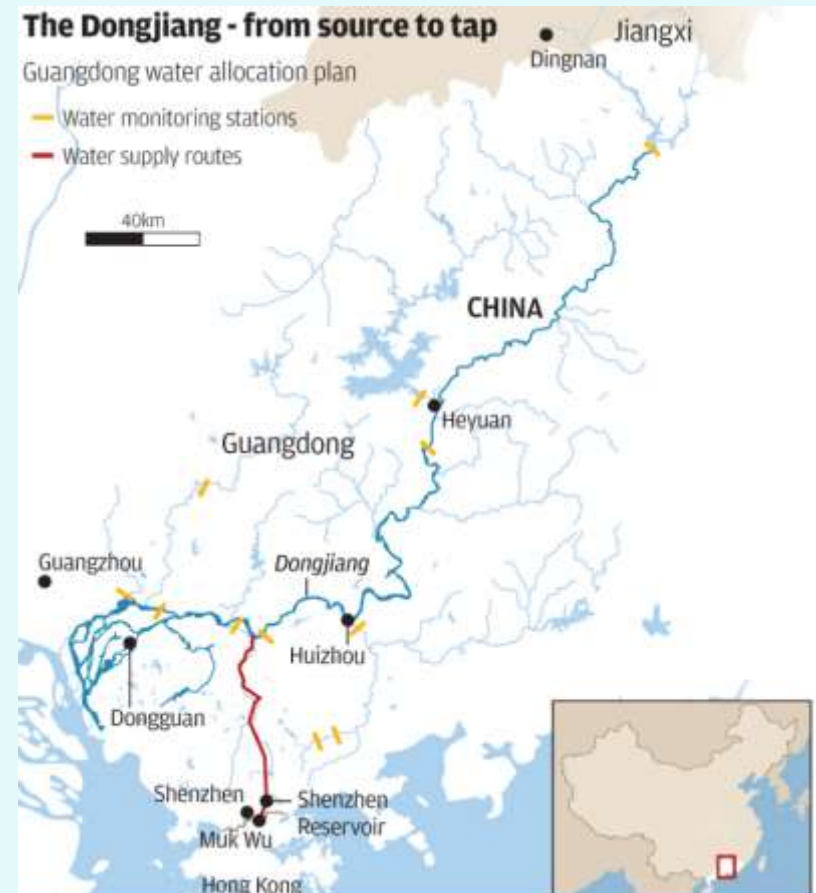 The Dongjiang - from source to tap
Guangdong water allocation plan
Water monitoring stations
Water supply routes
40km
Jiangxi
Dingnan
CHINA
Heyuan
Guangdong
Guangzhou
Dongjiang
Huizhou
Dongguan
Shenzhen
Shenzhen
Reservoir
Muk Wu
Hong Kong